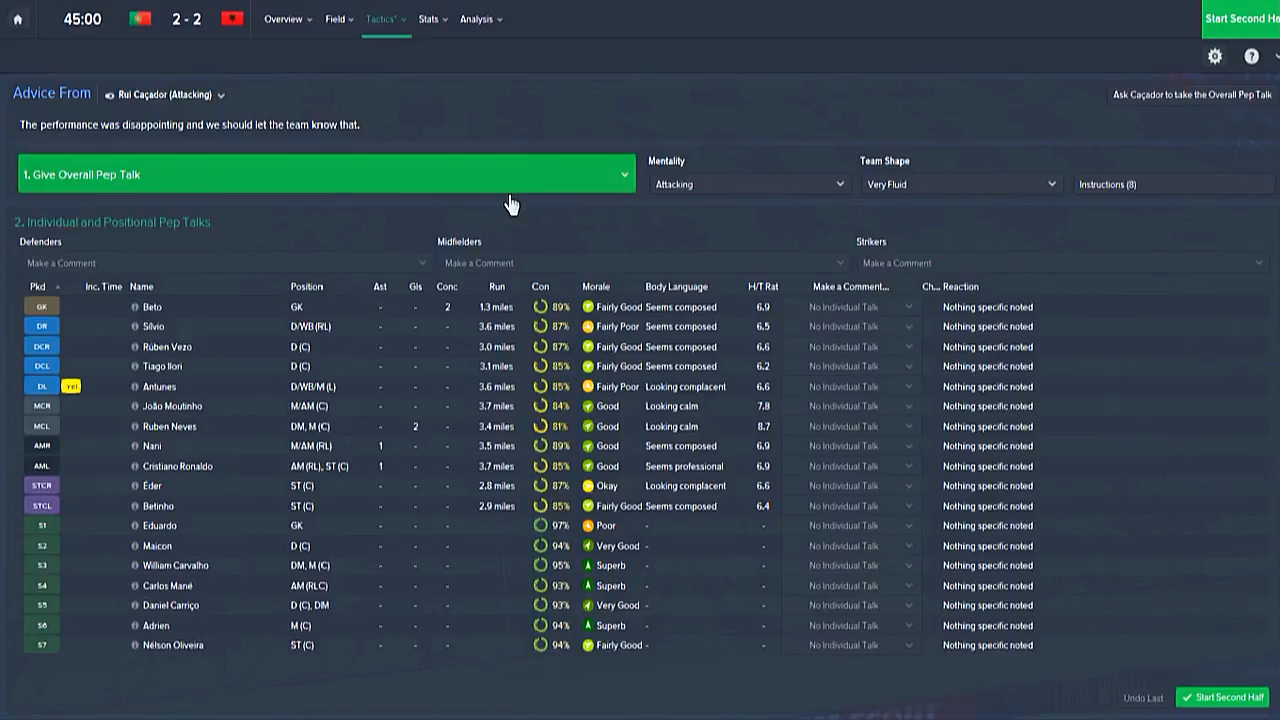 45:00 2 - 2 Overview Field Tactics* Stats Analysis Start Second Ha
Advice From Rui Caçador (Attacking) Ask Caçador to take the Overall Pep Talk
The performance was disappointing and we should let the team know that.
Mentality Team Shape
1. Give Overall Pep Talk Attacking Very Fluid Instructions (8)
2. Individual and Positional Pep Talks
Defenders Midfielders Strikers
Make a Comment Make a Comment Make a Comment
Pkd Inc. Time Name Position Ast Gls Conc Run Con Morale Body Language H/T Rat Make a Comment... Ch... Reaction
GK Beto GK - - 2 1.3 miles 89% Fairly Good Seems composed 6.9 No Individual Talk Nothing specific noted
DR Sílvio D/WB (RL) - - - 3.6 miles 87% Fairly Poor Seems composed 6.5 No Individual Talk Nothing specific noted
DCR Rúben Vezo D (C) - - - 3.0 miles 87% Fairly Good Seems composed 6.6 No Individual Talk Nothing specific noted
DCL Tiago Ilori D (C) - - - 3.1 miles 85% Fairly Good Seems composed 6.2 No Individual Talk Nothing specific noted
DL Yel Antunes D/WB/M (L) - - - 3.6 miles 85% Fairly Poor Looking complacent 6.6 No Individual Talk Nothing specific noted
MCR João Moutinho M/AM (C) - - - 3.7 miles 84% Good Looking calm 7.8 No Individual Talk Nothing specific noted
MCL Ruben Neves DM, M (C) - 2 - 3.4 miles 81% Good Looking calm 8.7 No Individual Talk Nothing specific noted
AMR Nani M/AM (RL) 1 - - 3.5 miles 89% Good Seems composed 6.9 No Individual Talk Nothing specific noted
AML Cristiano Ronaldo AM (RL), ST (C) 1 - - 3.7 miles 85% Good Seems professional 6.9 No Individual Talk Nothing specific noted
STCR Éder ST (C) - - - 2.8 miles 87% Okay Looking complacent 6.6 No Individual Talk Nothing specific noted
STCL Betinho ST (C) - - - 2.9 miles 85% Fairly Good Seems composed 6.4 No Individual Talk Nothing specific noted
S1 Eduardo GK - - - 97% Poor - - No Individual Talk Nothing specific noted
S2 Maicon D (C) - - - 94% Very Good - - No Individual Talk Nothing specific noted
S3 William Carvalho DM, M (C) - - - 95% Superb - - No Individual Talk Nothing specific noted
S4 Carlos Mané AM (RLC) - - - 93% Superb - - No Individual Talk Nothing specific noted
S5 Daniel Carriço D (C), DM - - - 93% Very Good - - No Individual Talk Nothing specific noted
S6 Adrien M (C) - - - 94% Superb - - No Individual Talk Nothing specific noted
S7 Nélson Oliveira ST (C) - - - 94% Fairly Good - - No Individual Talk Nothing specific noted
Undo Last Start Second Half